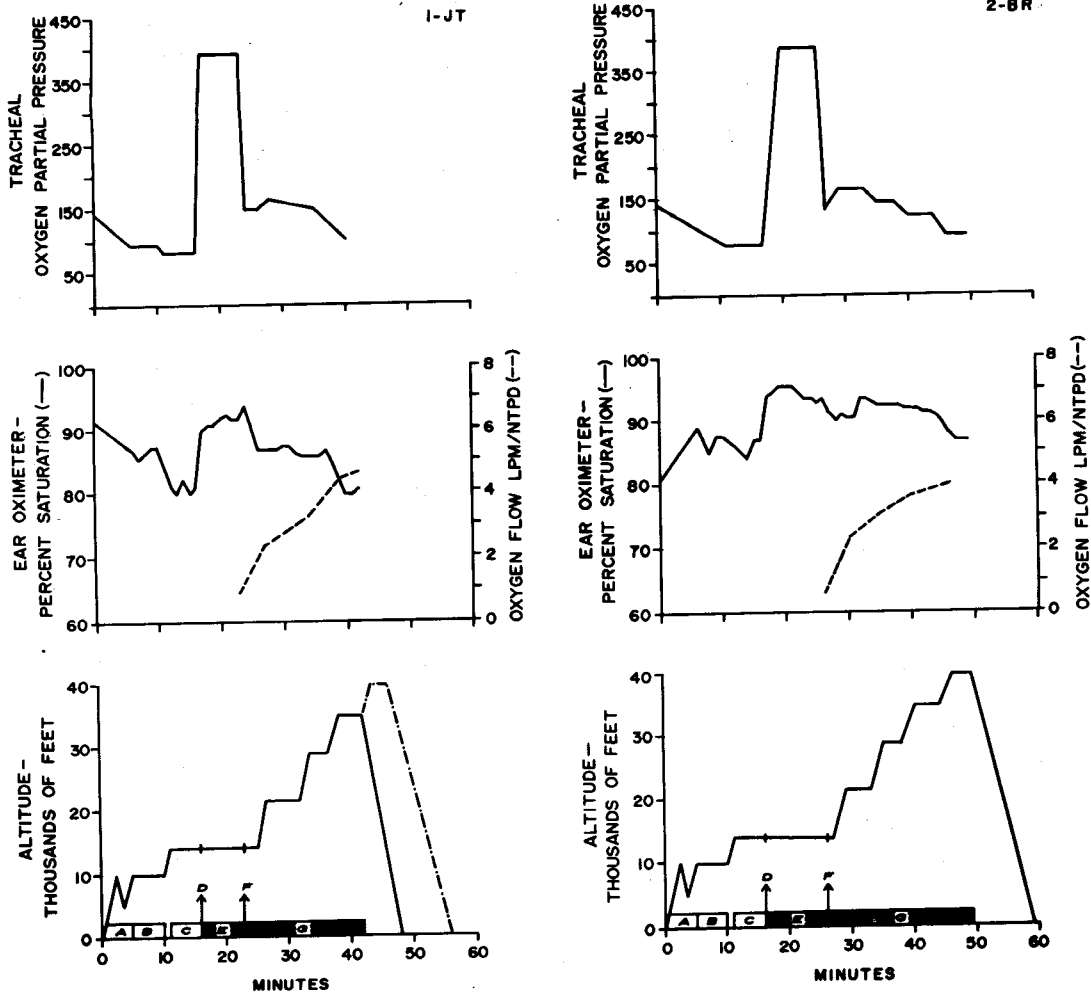 1-JT
450
350
250
150
50
TRACHEAL
OXYGEN PARTIAL PRESSURE
2-BR
450
350
250
150
50
TRACHEAL
OXYGEN PARTIAL PRESSURE
100
90
80
70
60
EAR OXIMETER-
PERCENT SATURATION (—)
8
6
4
2
0
OXYGEN FLOW LPM/NTPD (--)
100
90
80
70
60
EAR OXIMETER-
PERCENT SATURATION (—)
8
6
4
2
0
OXYGEN FLOW LPM/NTPD (--)
40
30
20
10
0
ALTITUDE-
THOUSANDS OF FEET
D
F
A B C E G
0 10 20 30 40 50 60
MINUTES
40
30
20
10
0
ALTITUDE-
THOUSANDS OF FEET
D
F
A B C E G
0 10 20 30 40 50 60
MINUTES